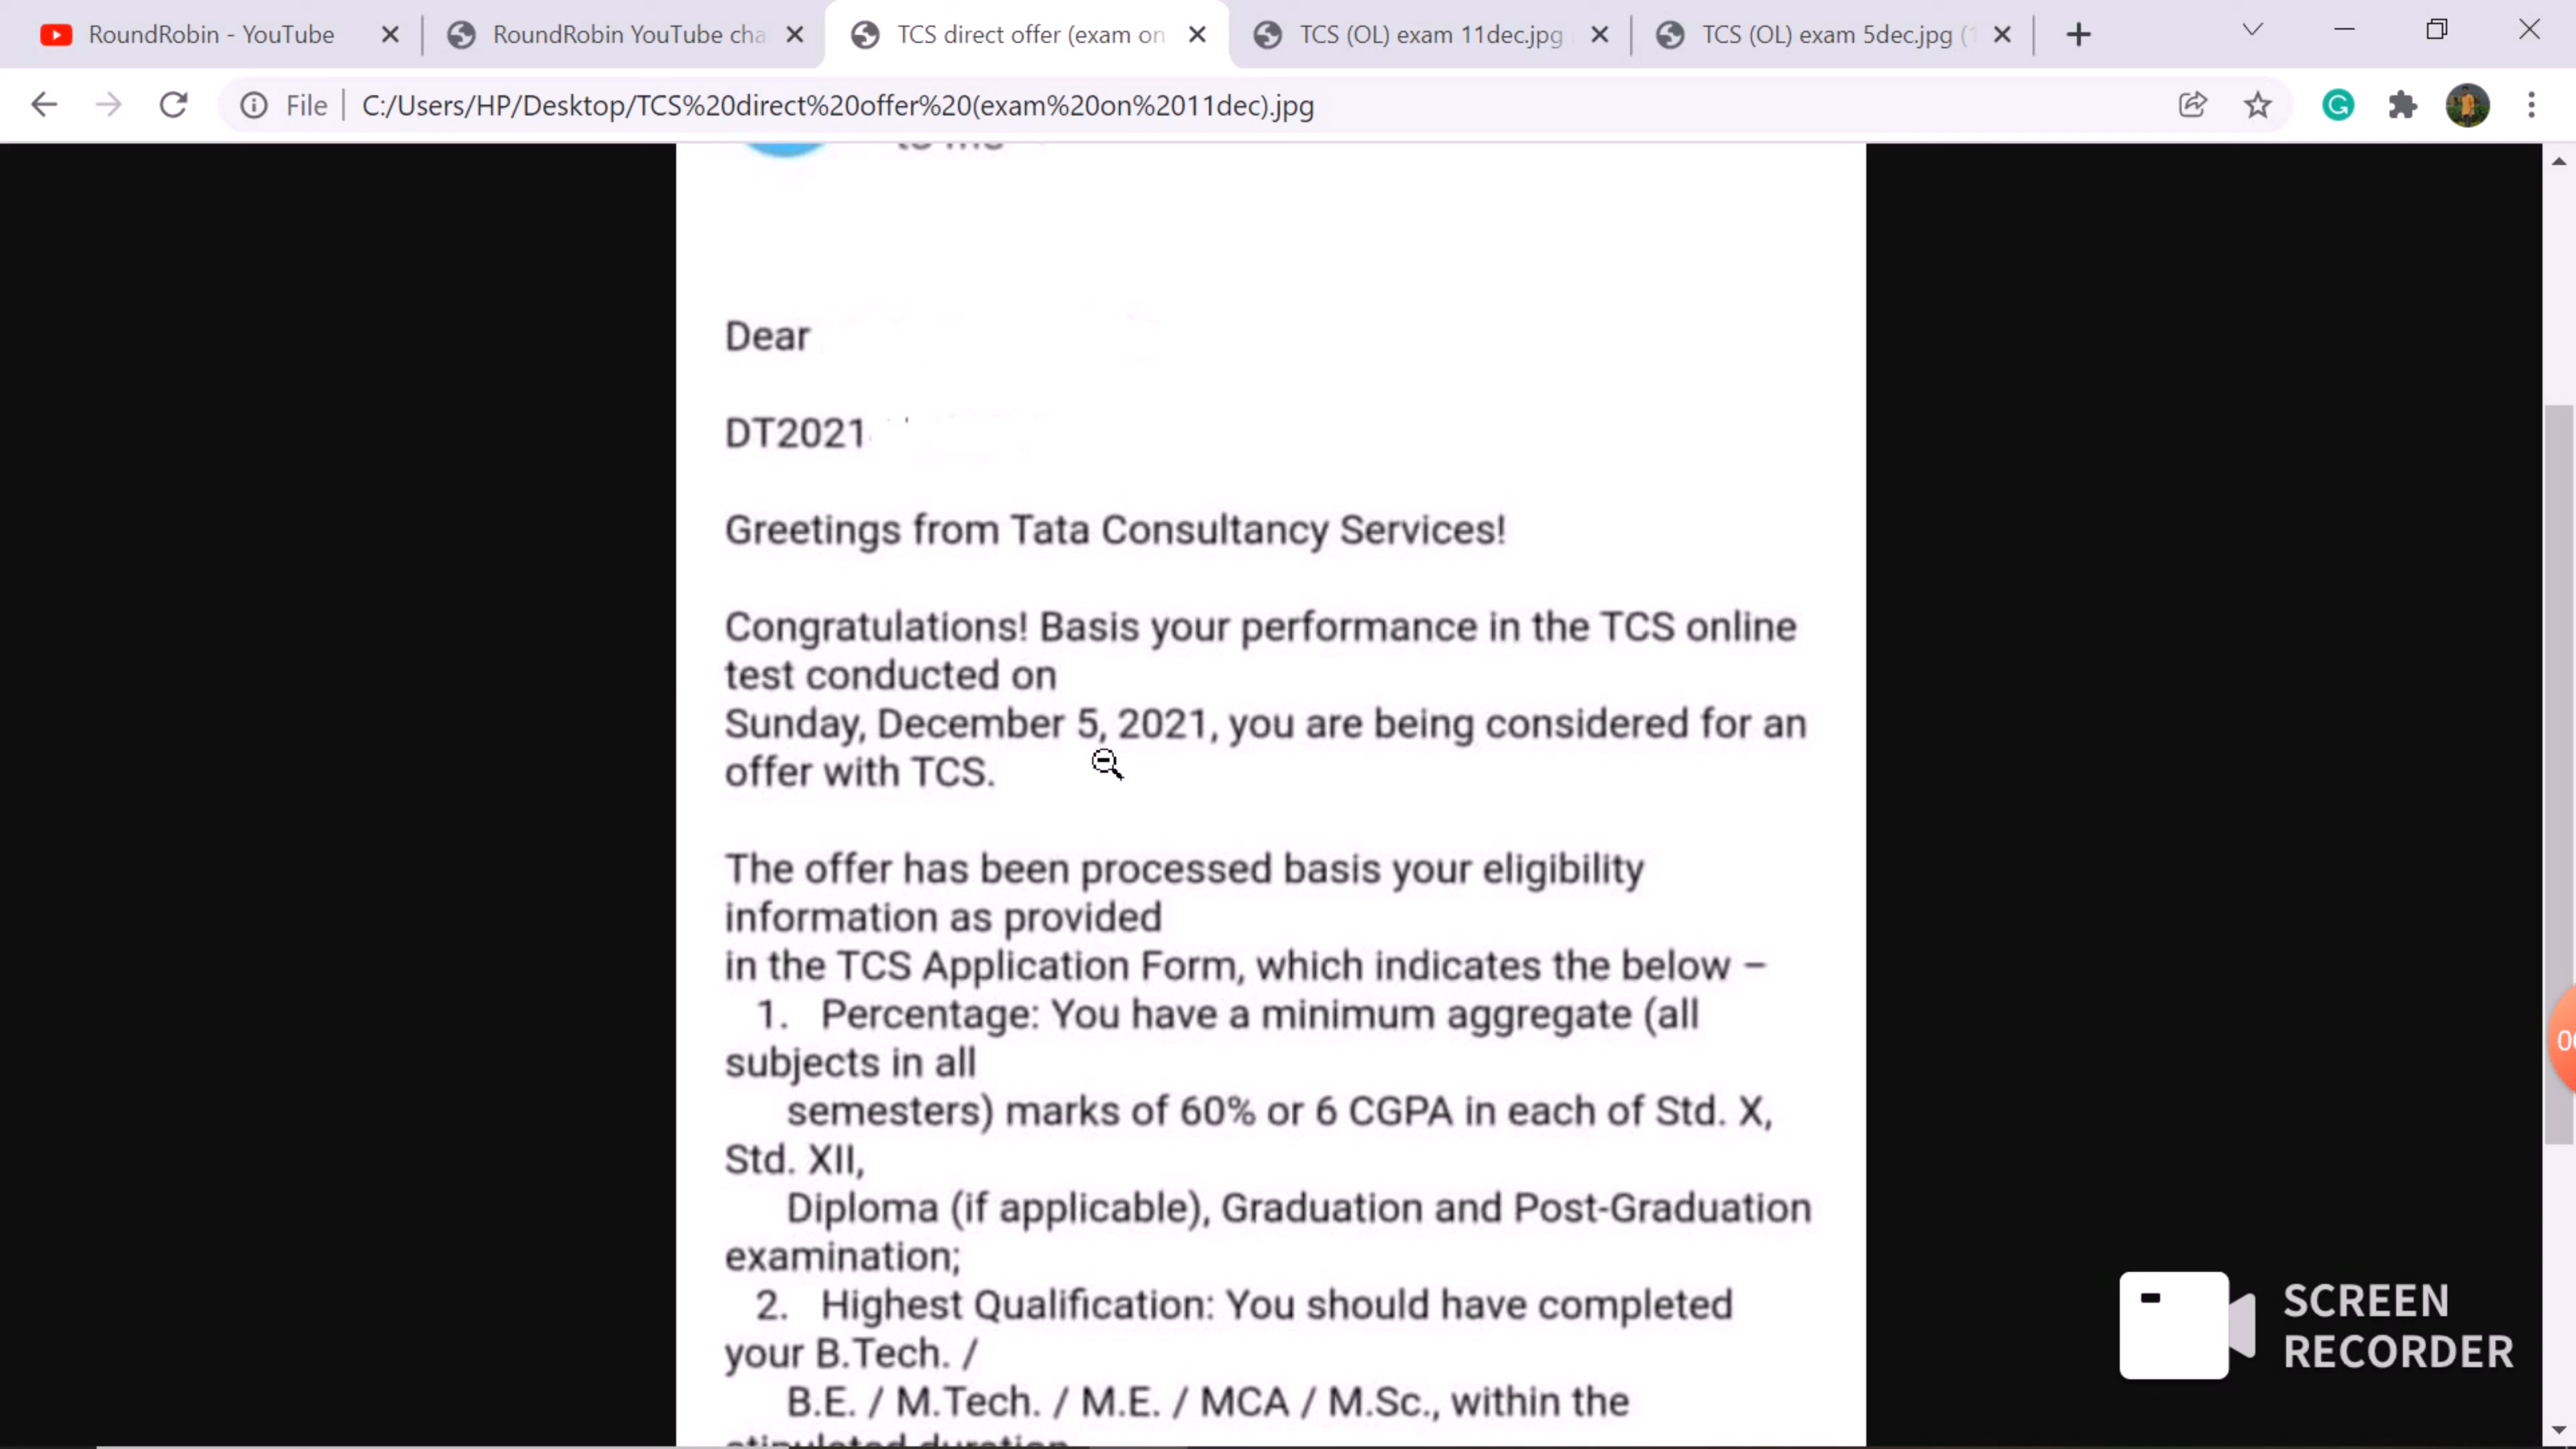 RoundRobin - YouTube
RoundRobin YouTube cha
TCS direct offer (exam on
TCS (OL) exam 11dec.jpg
TCS (OL) exam 5dec.jpg (1
File
C:/Users/HP/Desktop/TCS%20direct%20offer%20(exam%20on%2011dec).jpg
to me
Dear
DT2021
Greetings from Tata Consultancy Services!
Congratulations! Basis your performance in the TCS online
test conducted on
Sunday, December 5, 2021, you are being considered for an
offer with TCS.
The offer has been processed basis your eligibility
information as provided
in the TCS Application Form, which indicates the below –
1. Percentage: You have a minimum aggregate (all
subjects in all
semesters) marks of 60% or 6 CGPA in each of Std. X,
Std. XII,
Diploma (if applicable), Graduation and Post-Graduation
examination;
2. Highest Qualification: You should have completed
your B.Tech. /
B.E. / M.Tech. / M.E. / MCA / M.Sc., within the
stipulated duration
SCREEN
RECORDER